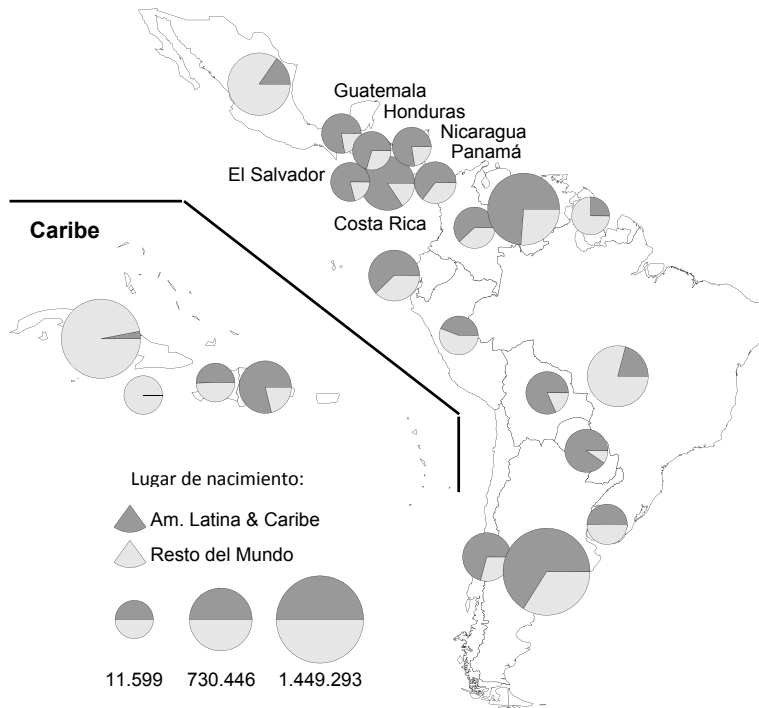 Guatemala
Honduras
Nicaragua
Panamá
El Salvador
Costa Rica
Caribe
Lugar de nacimiento:
Am. Latina & Caribe
Resto del Mundo
11.599 730.446 1.449.293